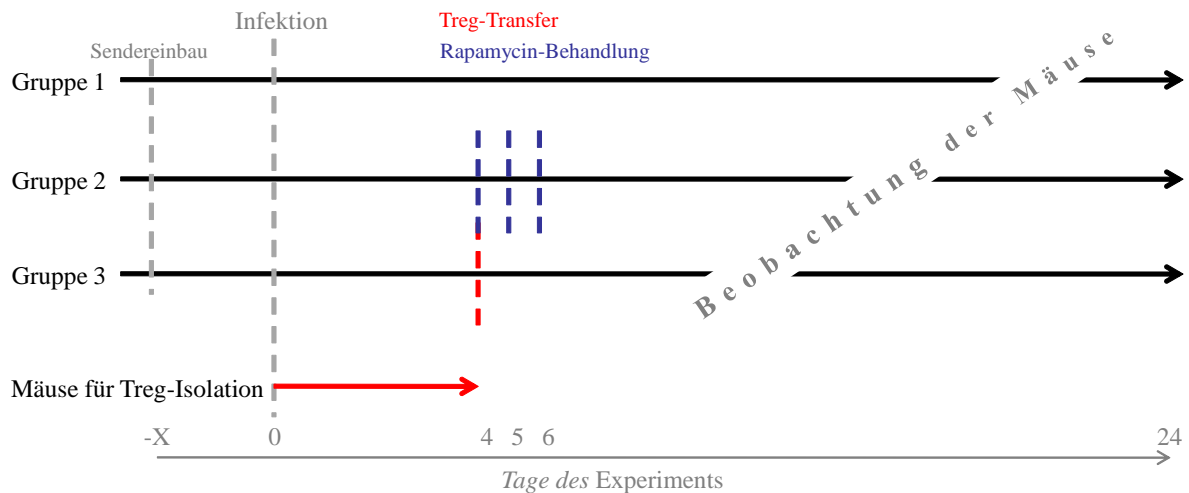 Infektion
Treg-Transfer
Sendereinbau
Rapamycin-Behandlung
Gruppe 1
Gruppe 2
Gruppe 3
Beobachtung der Mäuse
Mäuse für Treg-Isolation
-X 0 4 5 6 24
Tage des Experiments